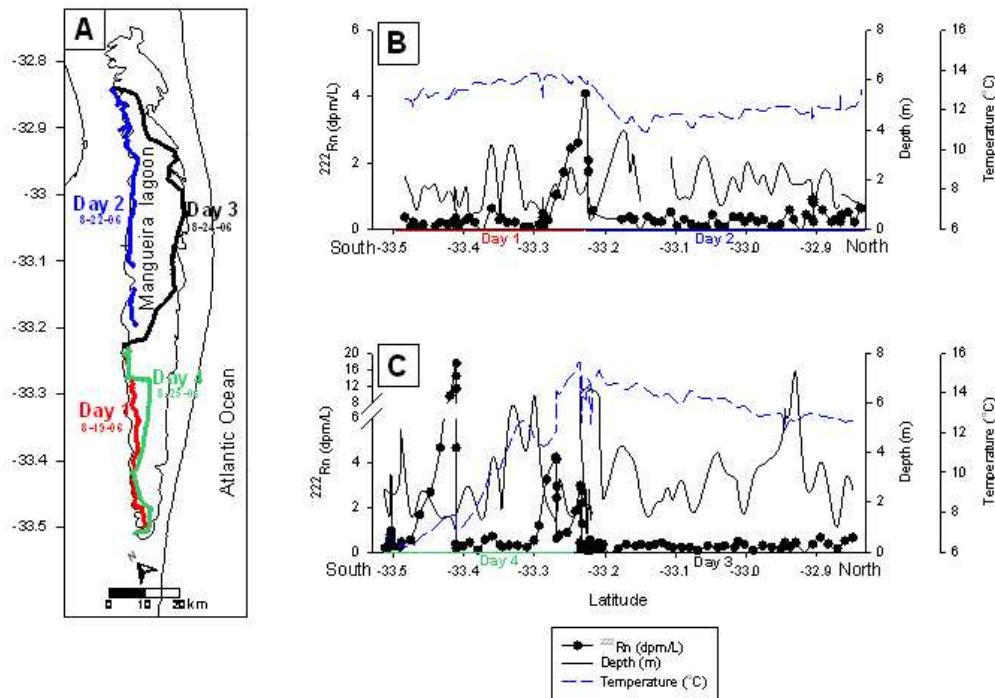 A
-32.8
-32.9
-33
-33.1
-33.2
-33.3
-33.4
-33.5
Day 2
8-22-06
Mangueira lagoon
Day 3
8-24-06
Day 4
8-25-06
Day 1
8-19-06
Atlantic Ocean
N
0 10 20 km
B
222Rn (dpm/L)
6
4
2
0
Depth (m)
8
6
4
2
0
Temperature (°C)
16
14
12
10
8
6
South -33.5 -33.4 -33.3 -33.2 -33.1 -33.0 -32.9 North
Day 1
Day 2
C
222Rn (dpm/L)
20
16
12
8
6
4
2
0
Depth (m)
8
6
4
2
0
Temperature (°C)
16
14
12
10
8
6
South -33.5 -33.4 -33.3 -33.2 -33.1 -33.0 -32.9 North
Day 4
Day 3
Latitude
222Rn (dpm/L)
Depth (m)
Temperature (°C)